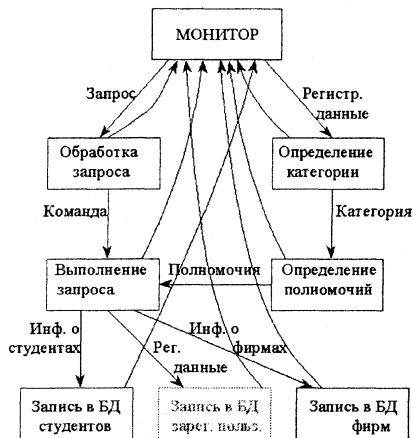 МОНИТОР
Запрос
Регистр.
данные
Обработка
запроса
Определение
категории
Команда
Категория
Выполнение
запроса
Полномочия
Определение
полномочий
Инф. о
студентах
Рег.
данные
Инф. о
фирмах
Запись в БД
студентов
Запись в БД
зарег. польз.
Запись в БД
фирм